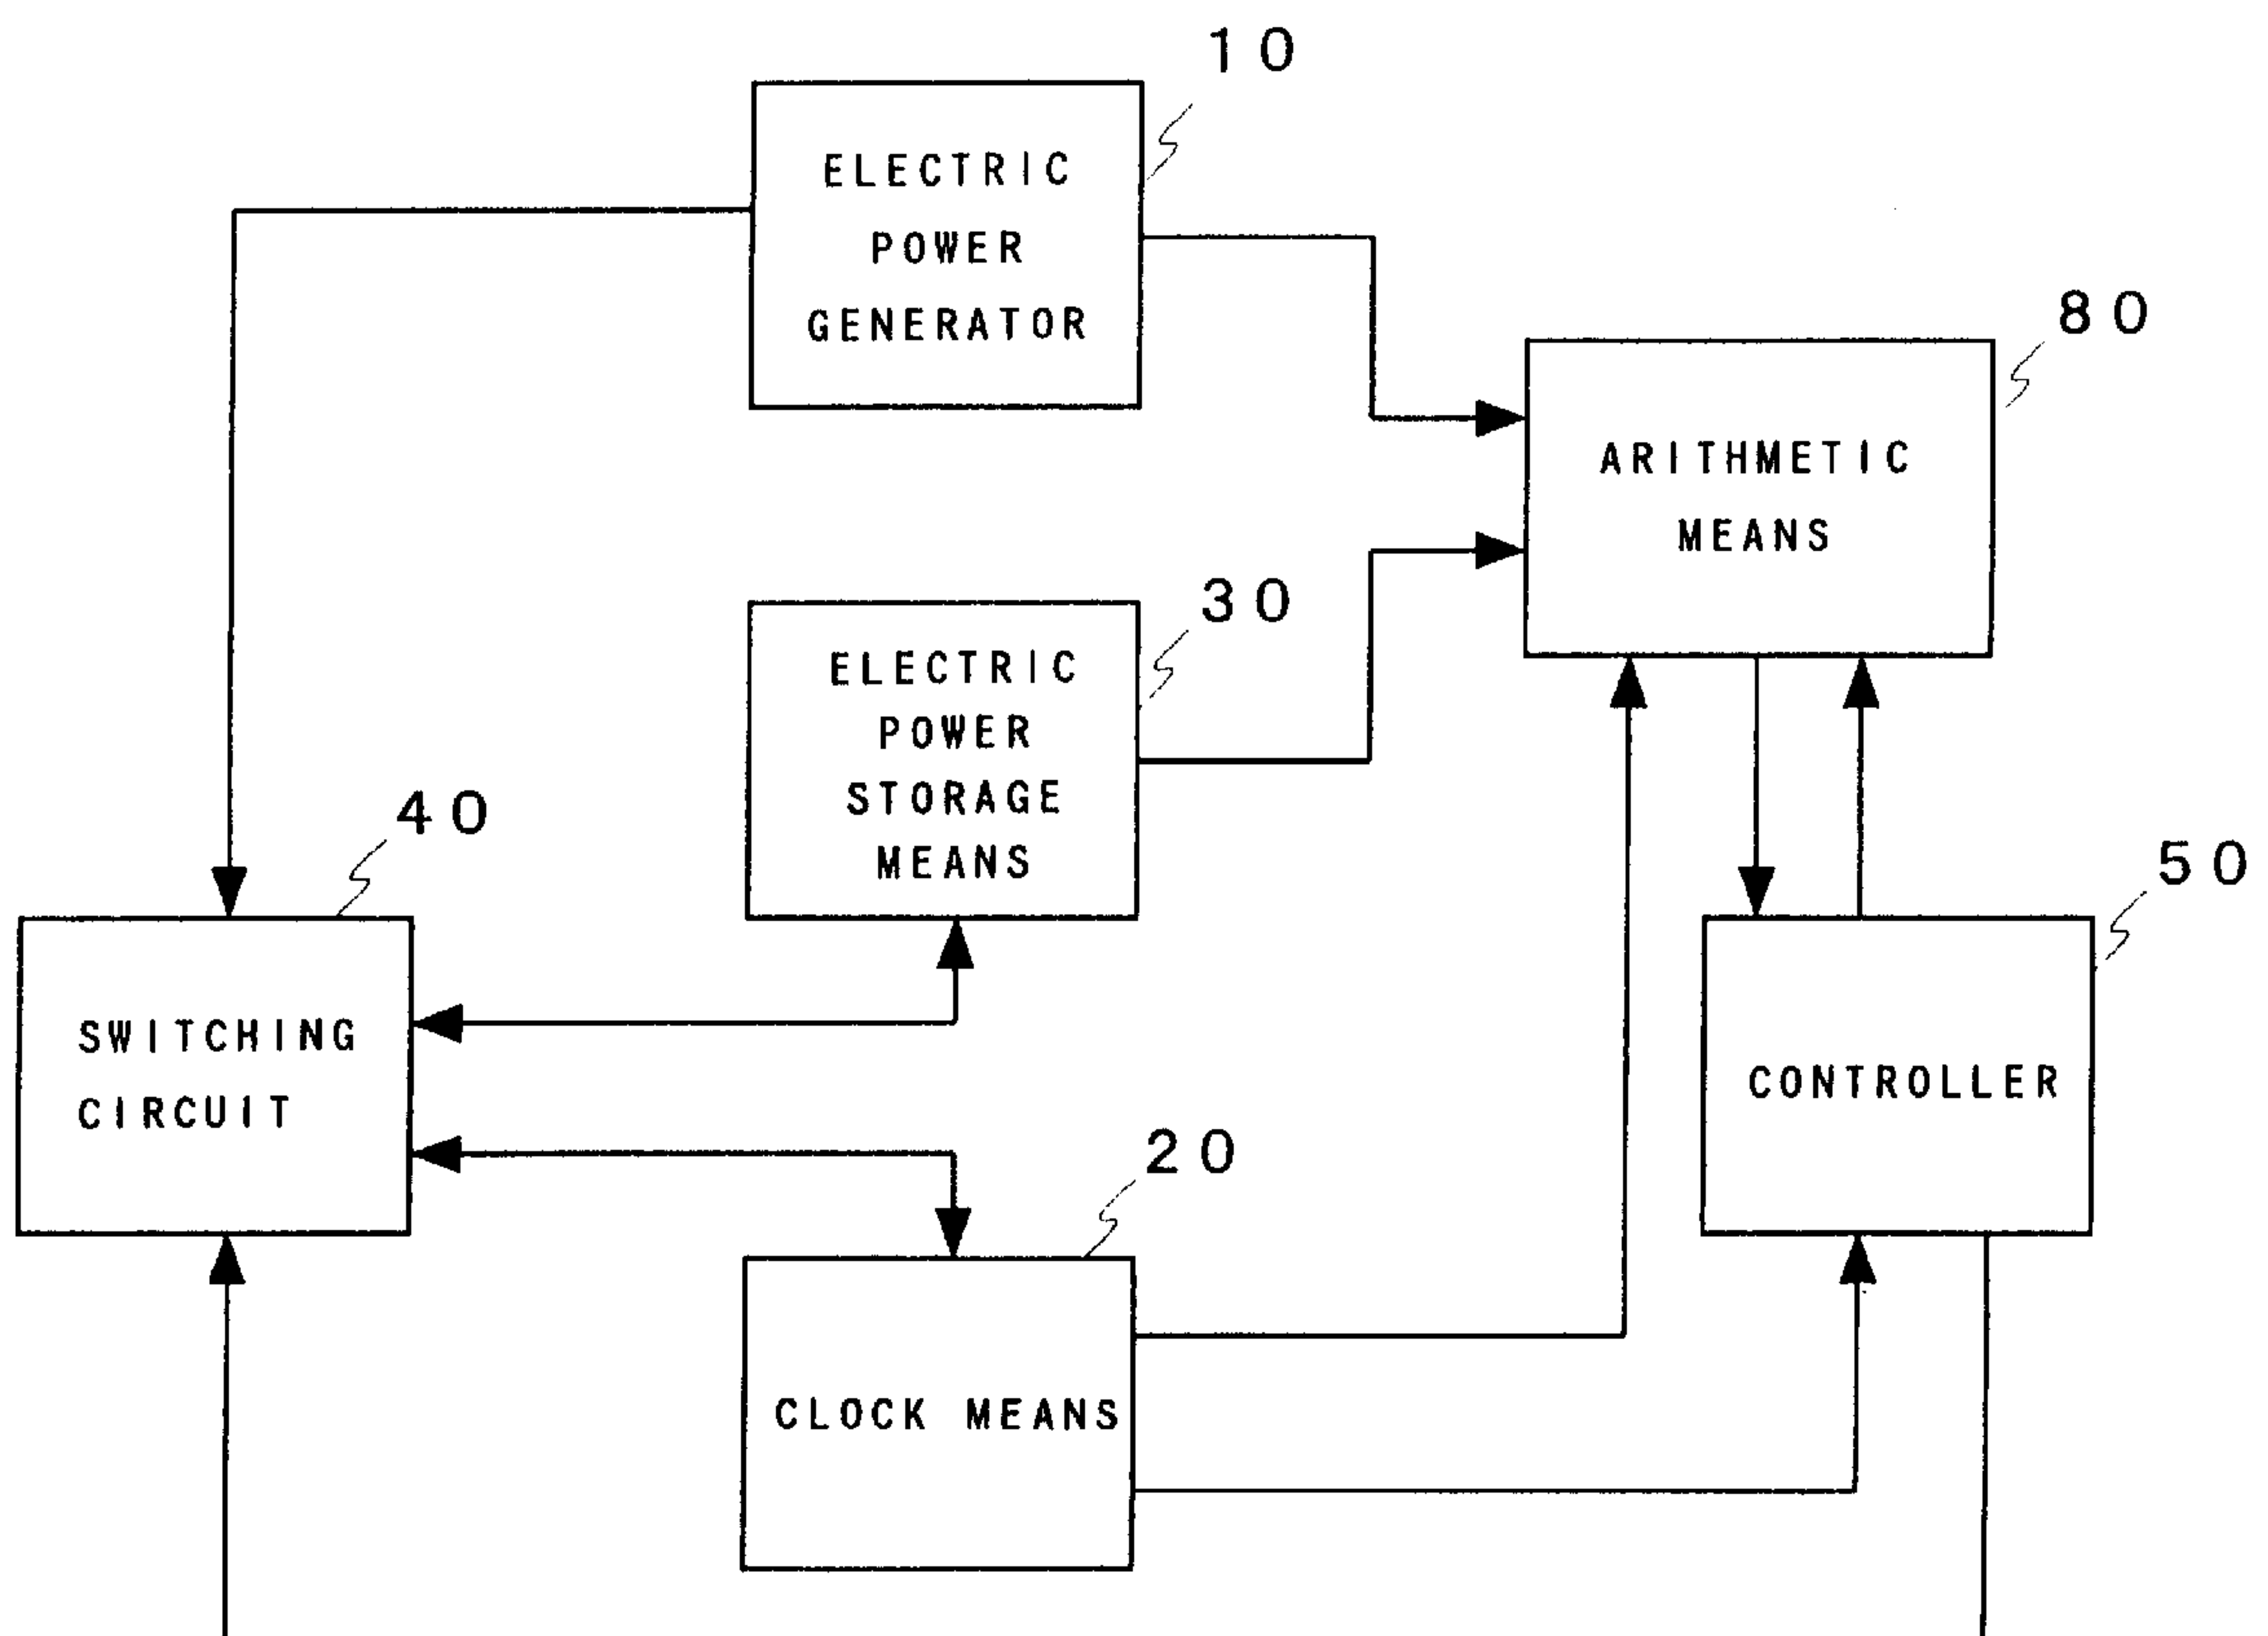 10
ELECTRIC
POWER
GENERATOR
80
ARITHMETIC
MEANS
30
ELECTRIC
POWER
STORAGE
MEANS
40
50
SWITCHING
CIRCUIT
CONTROLLER
20
CLOCK MEANS